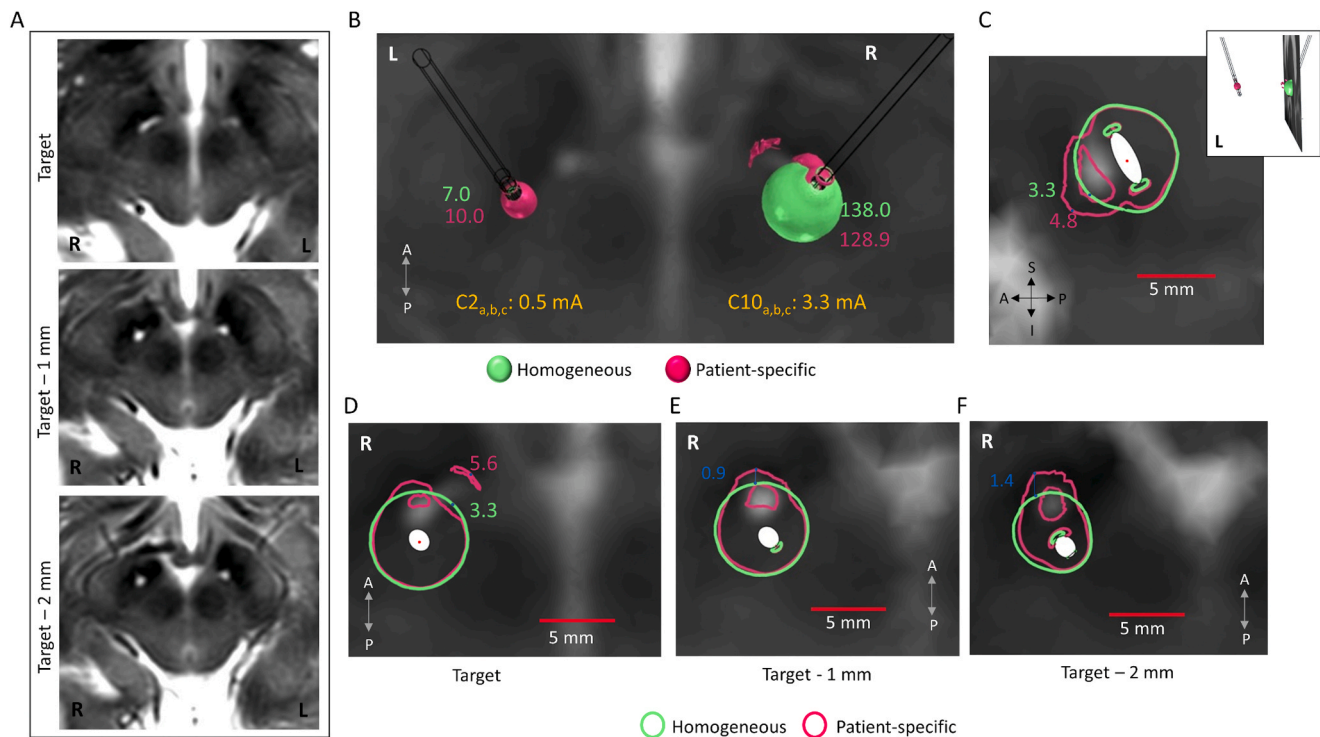 A
Target
R
L
Target – 1 mm
R
L
Target – 2 mm
R
L
B
L
R
7.0
10.0
138.0
128.9
A
P
C2a,b,c: 0.5 mA
C10a,b,c: 3.3 mA
Homogeneous
Patient-specific
C
L
3.3
4.8
S
A
P
I
5 mm
D
R
5.6
3.3
A
P
5 mm
Target
E
R
0.9
A
P
5 mm
Target - 1 mm
F
R
1.4
A
P
5 mm
Target – 2 mm
Homogeneous
Patient-specific